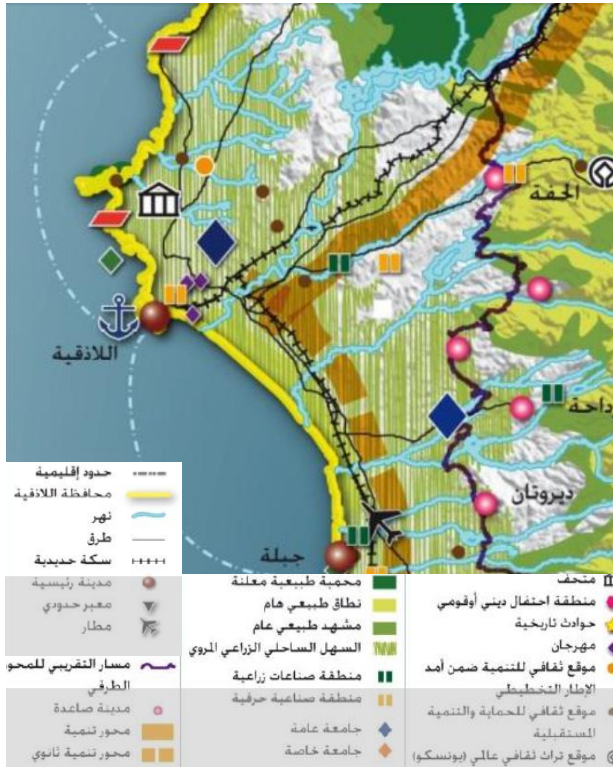 الحفة
اللاذقية
داحة
ديروتان
جبلة
حدود إقليمية
محافظة اللاذقية
نهر
طرق
سكة حديدية
مدينة رئيسية
معبر حدودي
مطار
مسار التقريبي للمحور
الطرفي
مدينة صاعدة
محور تنمية
محور تنمية ثانوي
محمية طبيعية معلنة
نطاق طبيعي هام
مشهد طبيعي عام
السهل الساحلي الزراعي المروي
منطقة صناعات زراعية
منطقة صناعية حرفية
جامعة عامة
جامعة خاصة
متحف
منطقة احتفال ديني أوقومي
حوادث تاريخية
مهرجان
موقع ثقافي للتنمية ضمن أمد
الإطار التخطيطي
موقع ثقافي للحماية والتنمية
المستقبلية
موقع تراث ثقافي عالمي (يونسكو)